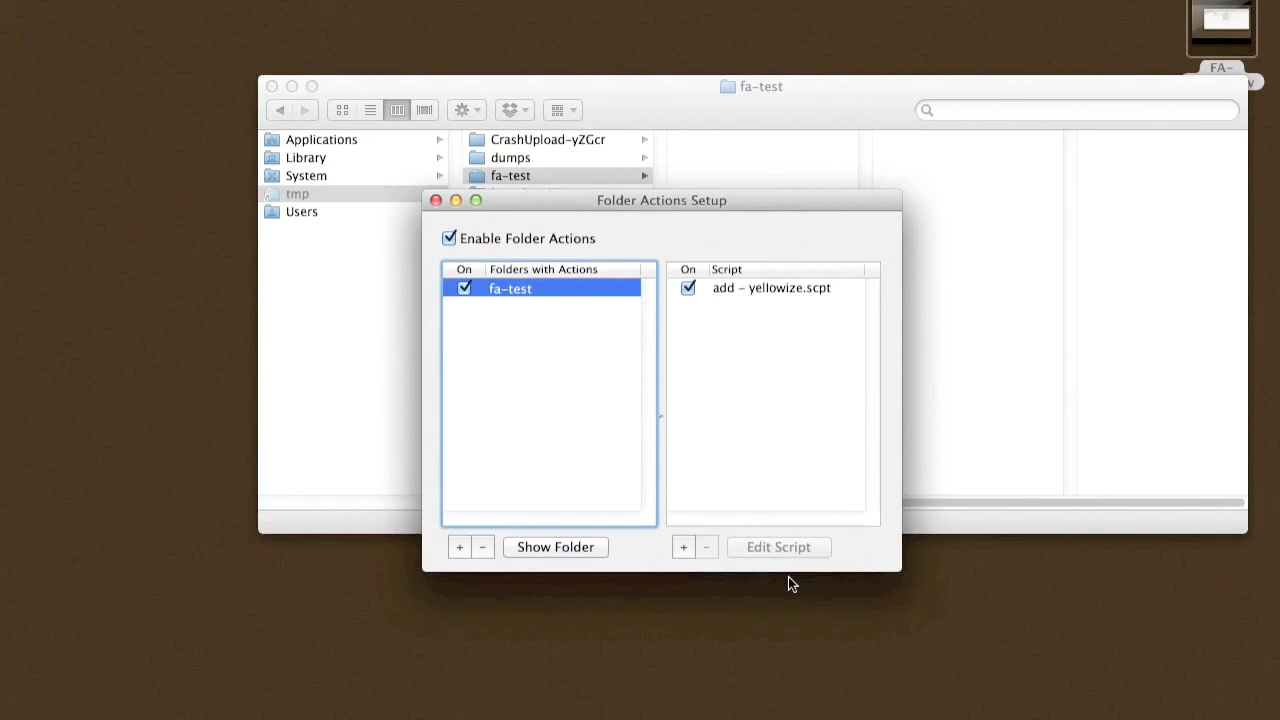 FA-
v
fa-test
Applications
Library
System
tmp
Users
CrashUpload-yZGcr
dumps
fa-test
Folder Actions Setup
Enable Folder Actions
On Folders with Actions
fa-test
On Script
add - yellowize.scpt
+ - Show Folder
+ - Edit Script